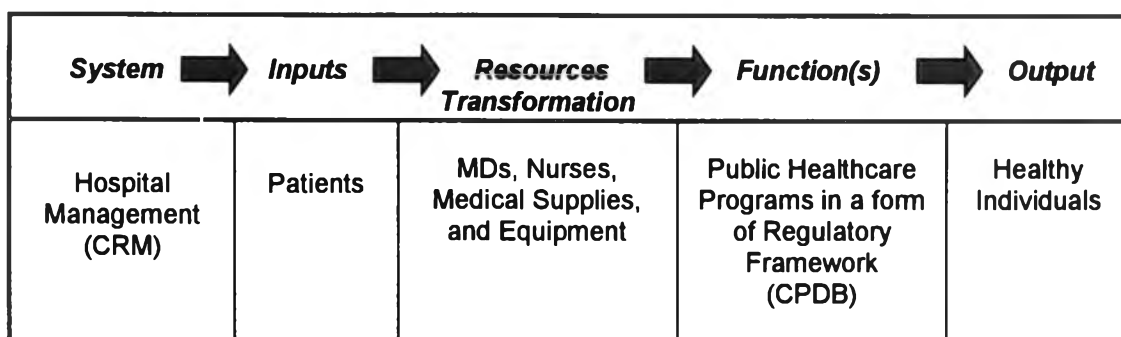 System Inputs Resources Function(s) Output
Transformation
Hospital
Management
(CRM)
Patients
MDs, Nurses,
Medical Supplies,
and Equipment
Public Healthcare
Programs in a form
of Regulatory
Framework
(CPDB)
Healthy
Individuals